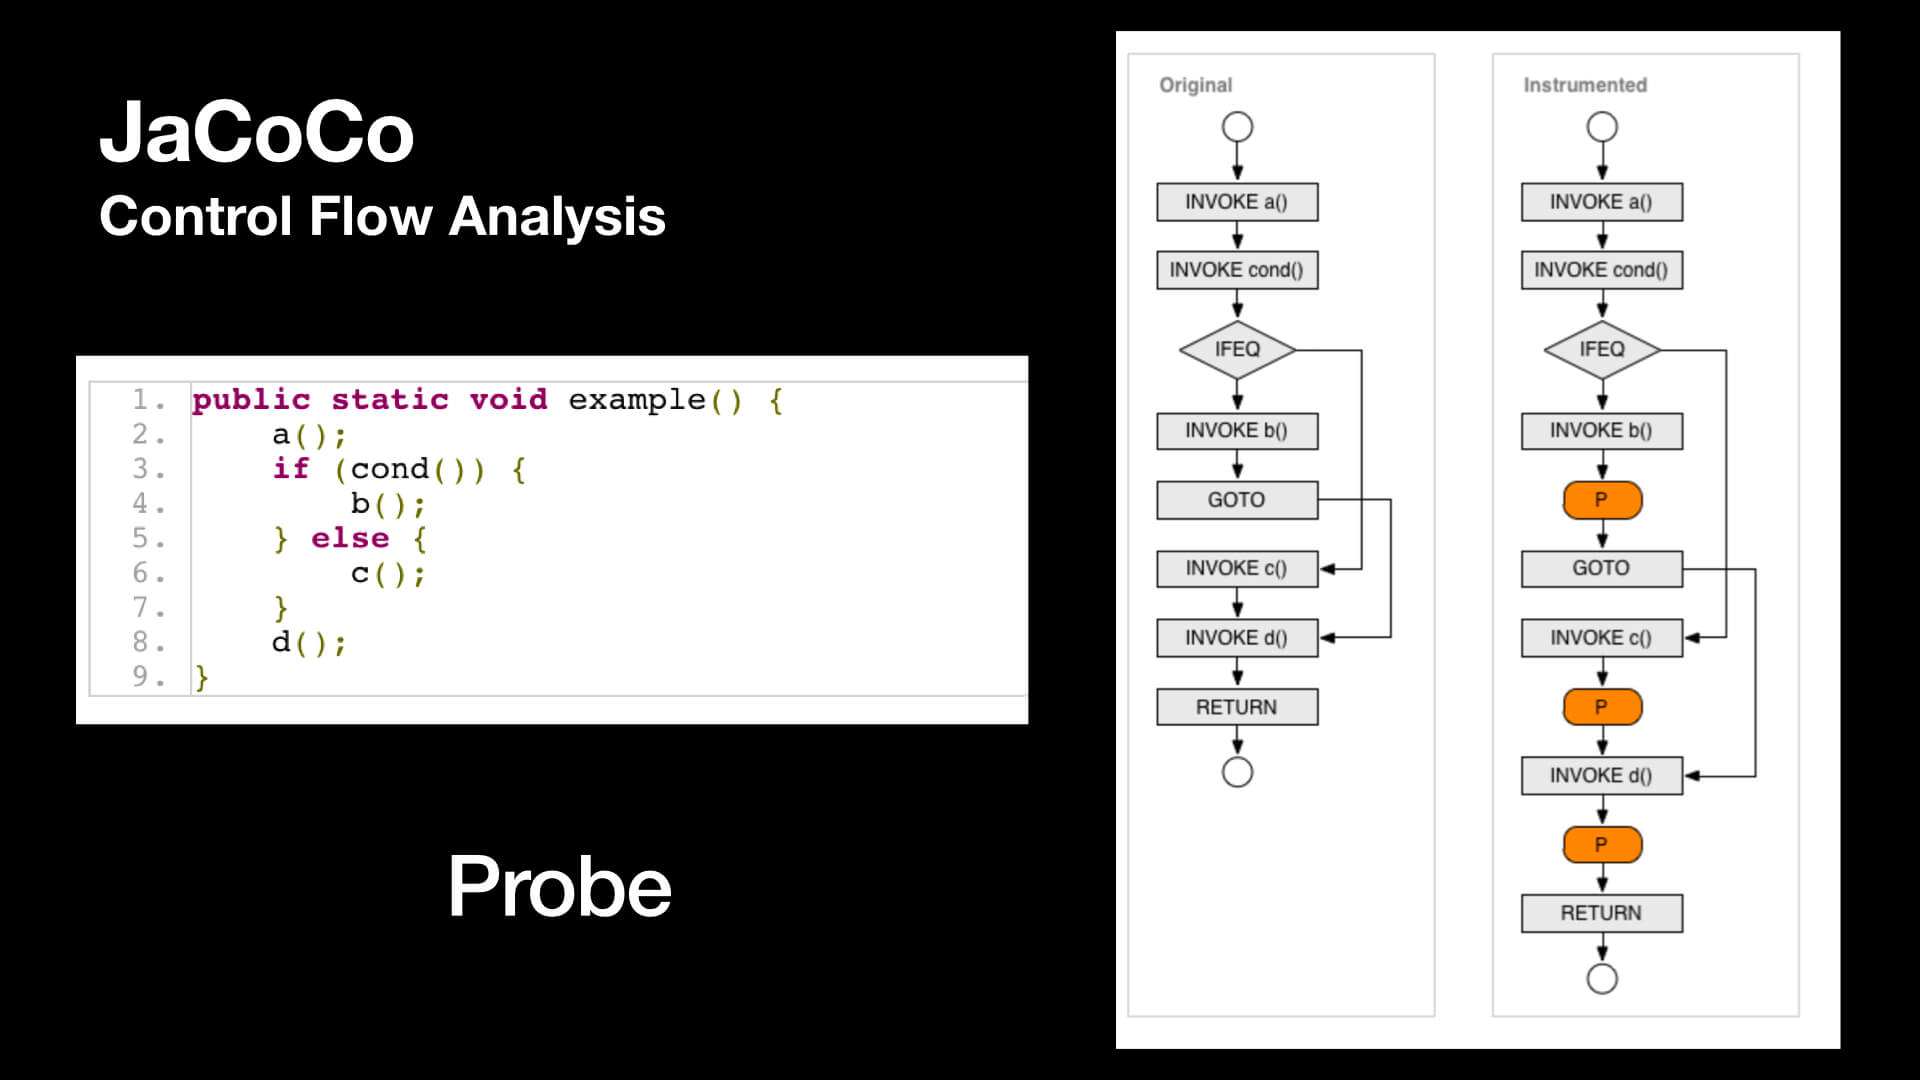 JaCoCo
Control Flow Analysis
1. public static void example() {
2.     a();
3.     if (cond()) {
4.         b();
5.     } else {
6.         c();
7.     }
8.     d();
9. }
Probe
Original
INVOKE a()
INVOKE cond()
IFEQ
INVOKE b()
GOTO
INVOKE c()
INVOKE d()
RETURN
Instrumented
INVOKE a()
INVOKE cond()
IFEQ
INVOKE b()
P
GOTO
INVOKE c()
P
INVOKE d()
P
RETURN